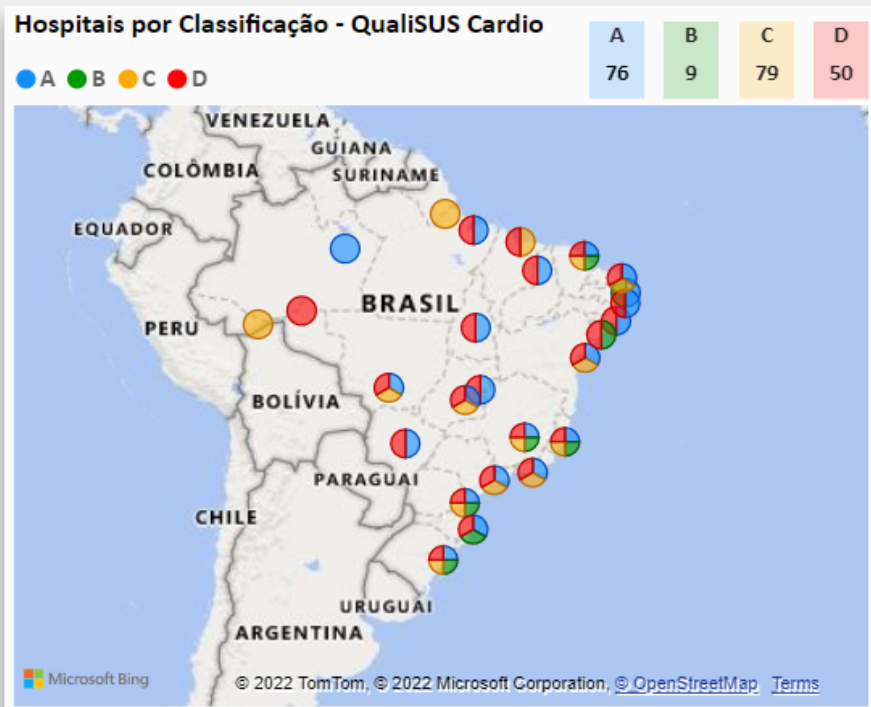 Hospitais por Classificação - QualiSUS Cardio
A B C D
76 9 79 50
A B C D
VENEZUELA
GUIANA
COLÔMBIA
SURINAME
EQUADOR
BRASIL
PERU
BOLÍVIA
PARAGUAI
CHILE
URUGUAI
ARGENTINA
Microsoft Bing
© 2022 TomTom, © 2022 Microsoft Corporation, © OpenStreetMap Terms